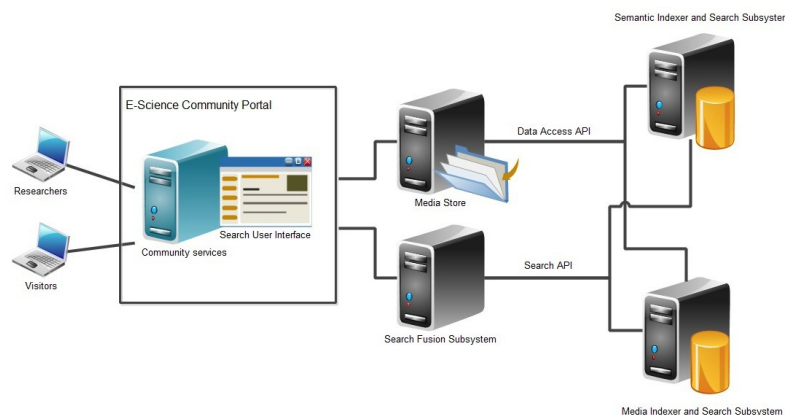 Semantic Indexer and Search Subsystem
E-Science Community Portal
Data Access API
Researchers
Media Store
Search User Interface
Community services
Search API
Visitors
Search Fusion Subsystem
Media Indexer and Search Subsystem